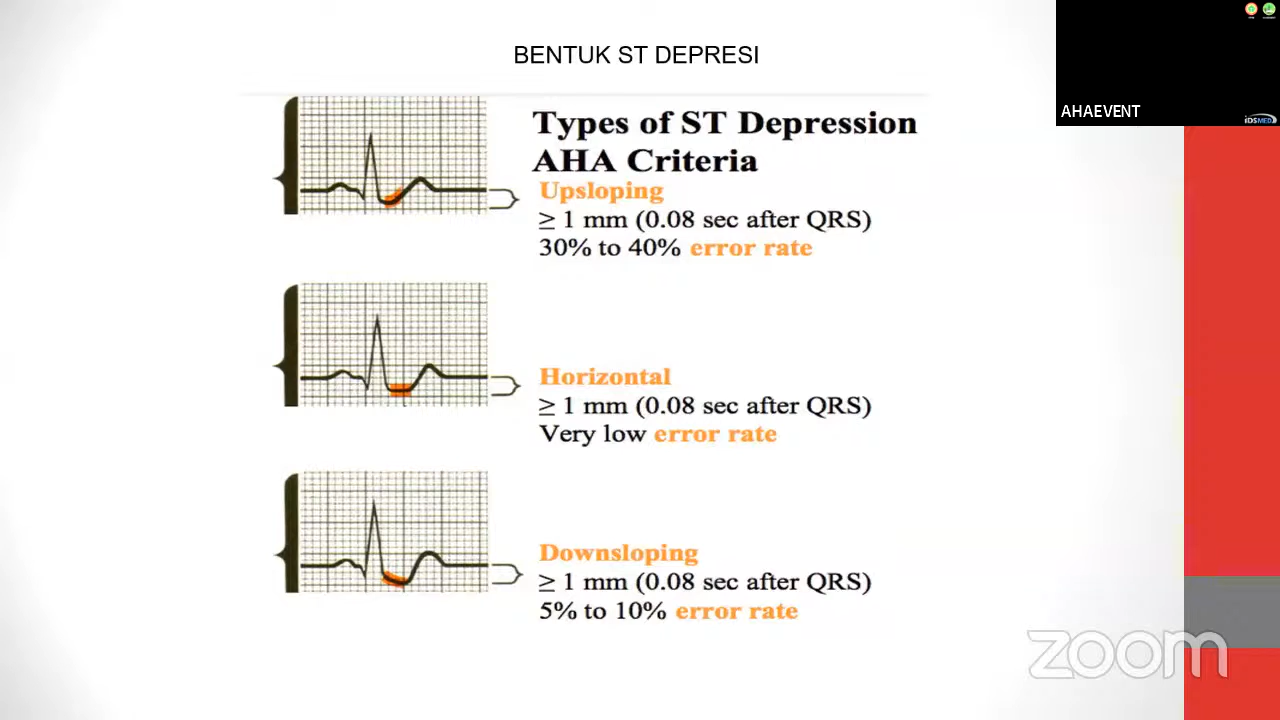 BENTUK ST DEPRESI
AHAEVENT
iDSMED
Types of ST Depression
AHA Criteria
Upsloping
≥ 1 mm (0.08 sec after QRS)
30% to 40% error rate
Horizontal
≥ 1 mm (0.08 sec after QRS)
Very low error rate
Downsloping
≥ 1 mm (0.08 sec after QRS)
5% to 10% error rate
zoom